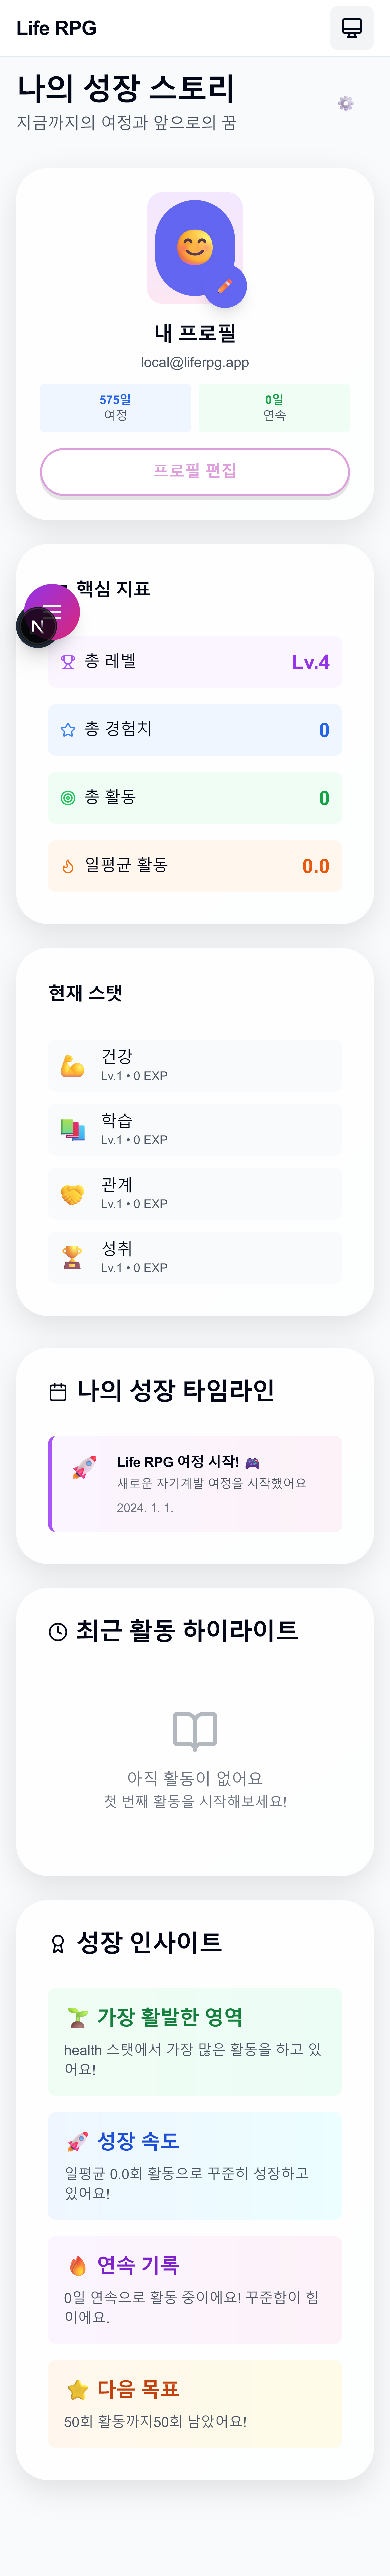 Life RPG
나의 성장 스토리
지금까지의 여정과 앞으로의 꿈
내 프로필
local@liferpg.app
575일
여정
0일
연속
프로필 편집
핵심 지표
N
총 레벨
Lv.4
총 경험치
0
총 활동
0
일평균 활동
0.0
현재 스탯
건강
Lv.1 • 0 EXP
학습
Lv.1 • 0 EXP
관계
Lv.1 • 0 EXP
성취
Lv.1 • 0 EXP
나의 성장 타임라인
Life RPG 여정 시작! 🎮
새로운 자기계발 여정을 시작했어요
2024. 1. 1.
최근 활동 하이라이트
아직 활동이 없어요
첫 번째 활동을 시작해보세요!
성장 인사이트
🌱 가장 활발한 영역
health 스탯에서 가장 많은 활동을 하고 있
어요!
🚀 성장 속도
일평균 0.0회 활동으로 꾸준히 성장하고
있어요!
🔥 연속 기록
0일 연속으로 활동 중이에요! 꾸준함이 힘
이에요.
⭐ 다음 목표
50회 활동까지50회 남았어요!